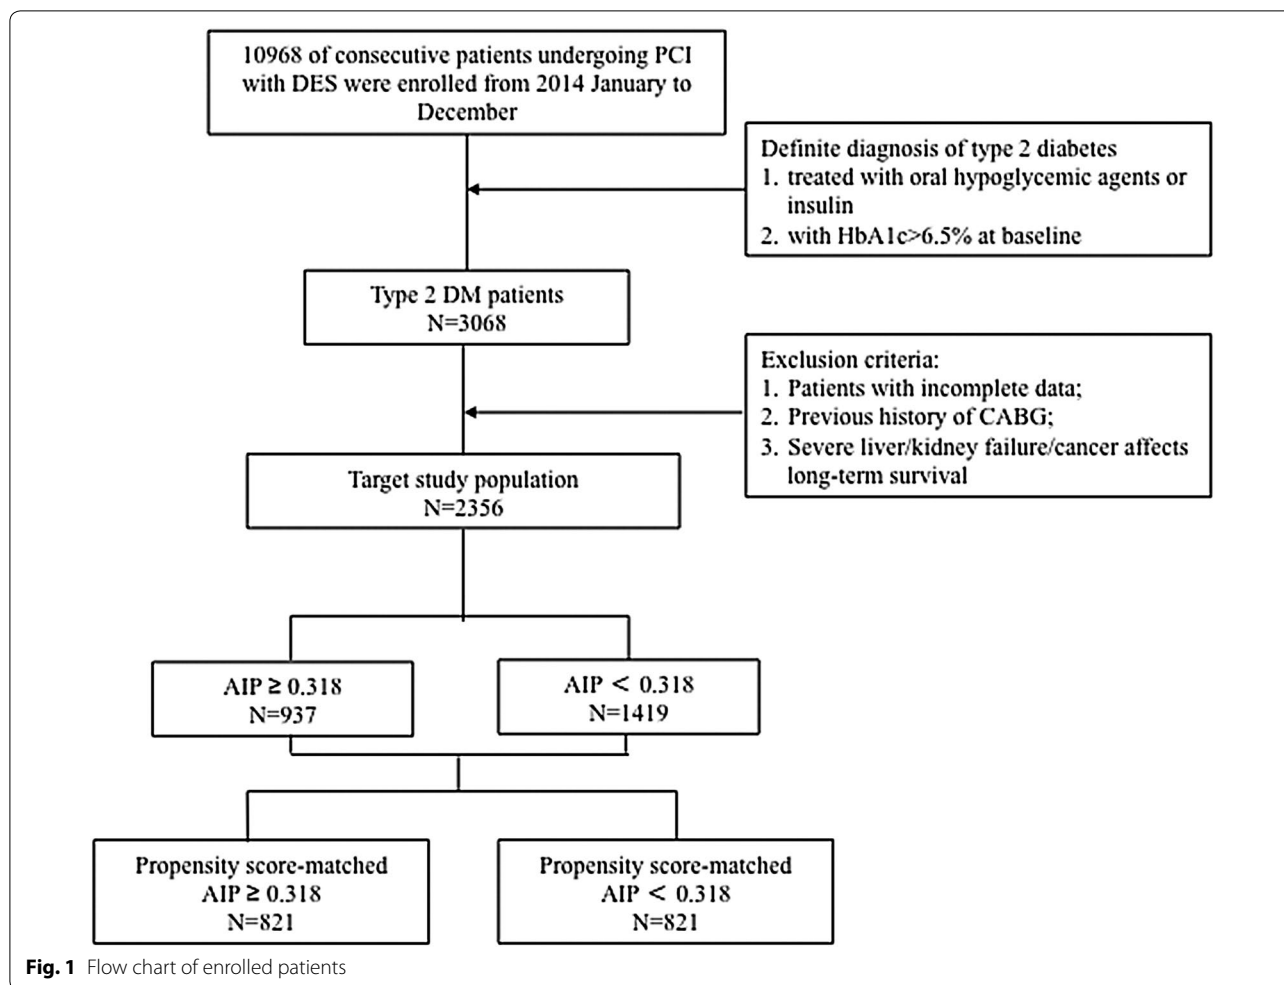 10968 of consecutive patients undergoing PCI
with DES were enrolled from 2014 January to
December
Definite diagnosis of type 2 diabetes
1. treated with oral hypoglycemic agents or
insulin
2. with HbA1c>6.5% at baseline
Type 2 DM patients
N=3068
Exclusion criteria:
1. Patients with incomplete data;
2. Previous history of CABG;
3. Severe liver/kidney failure/cancer affects
long-term survival
Target study population
N=2356
AIP ≥ 0.318
N=937
AIP < 0.318
N=1419
Propensity score-matched
AIP ≥ 0.318
N=821
Propensity score-matched
AIP < 0.318
N=821
Fig. 1 Flow chart of enrolled patients